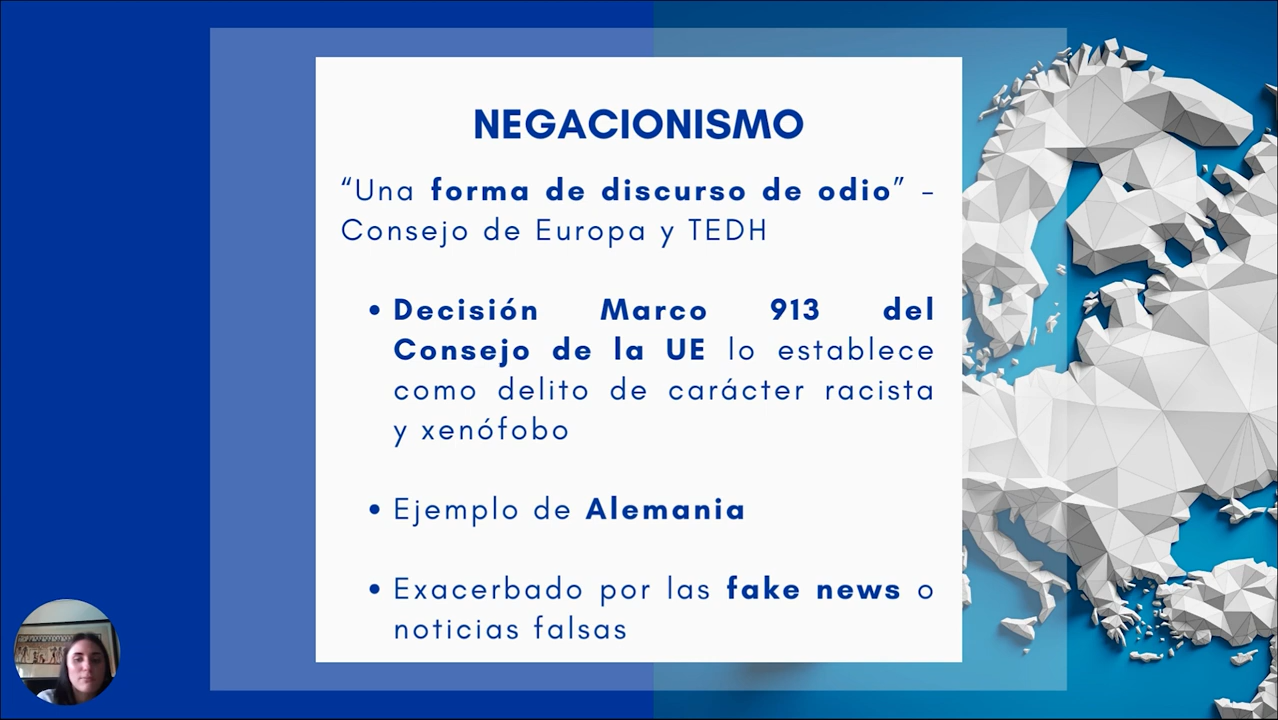 NEGACIONISMO
“Una forma de discurso de odio” –
Consejo de Europa y TEDH
• Decisión Marco 913 del
Consejo de la UE lo establece
como delito de carácter racista
y xenófobo
• Ejemplo de Alemania
• Exacerbado por las fake news o
noticias falsas